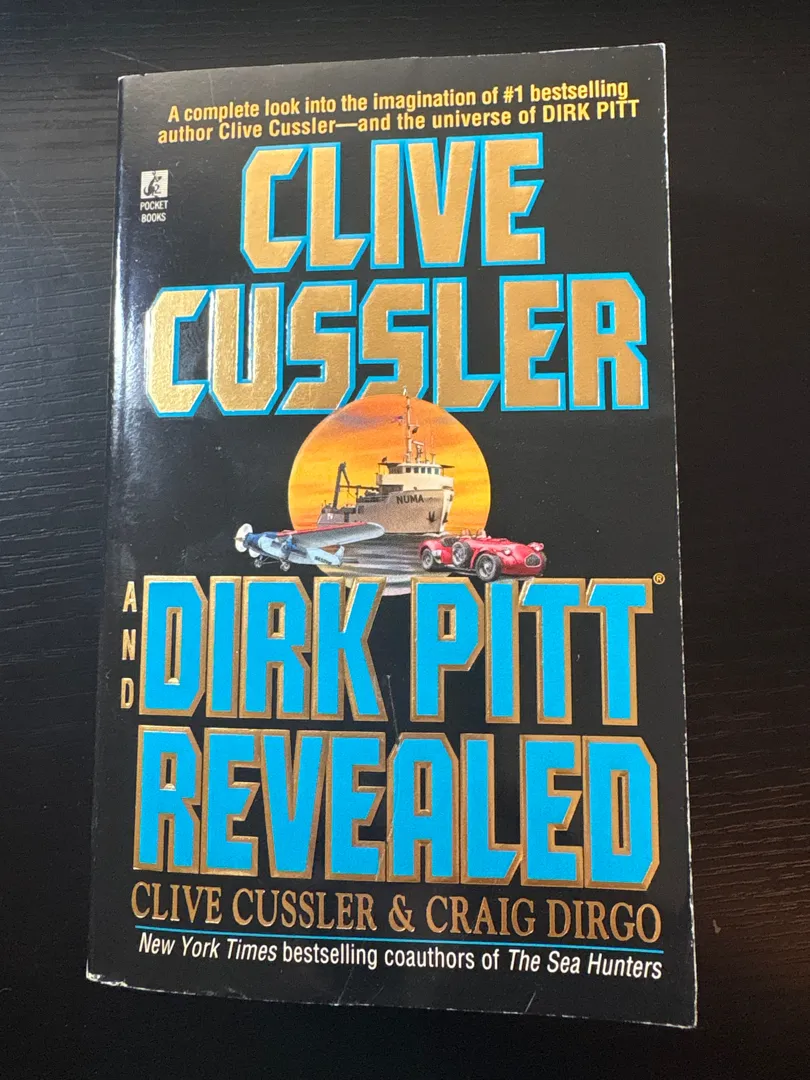 A complete look into the imagination of #1 bestselling
author Clive Cussler—and the universe of DIRK PITT
POCKET
BOOKS
CLIVE
CUSSLER
NUMA
AND
DIRK PITT®
REVEALED
CLIVE CUSSLER & CRAIG DIRGO
New York Times bestselling coauthors of The Sea Hunters